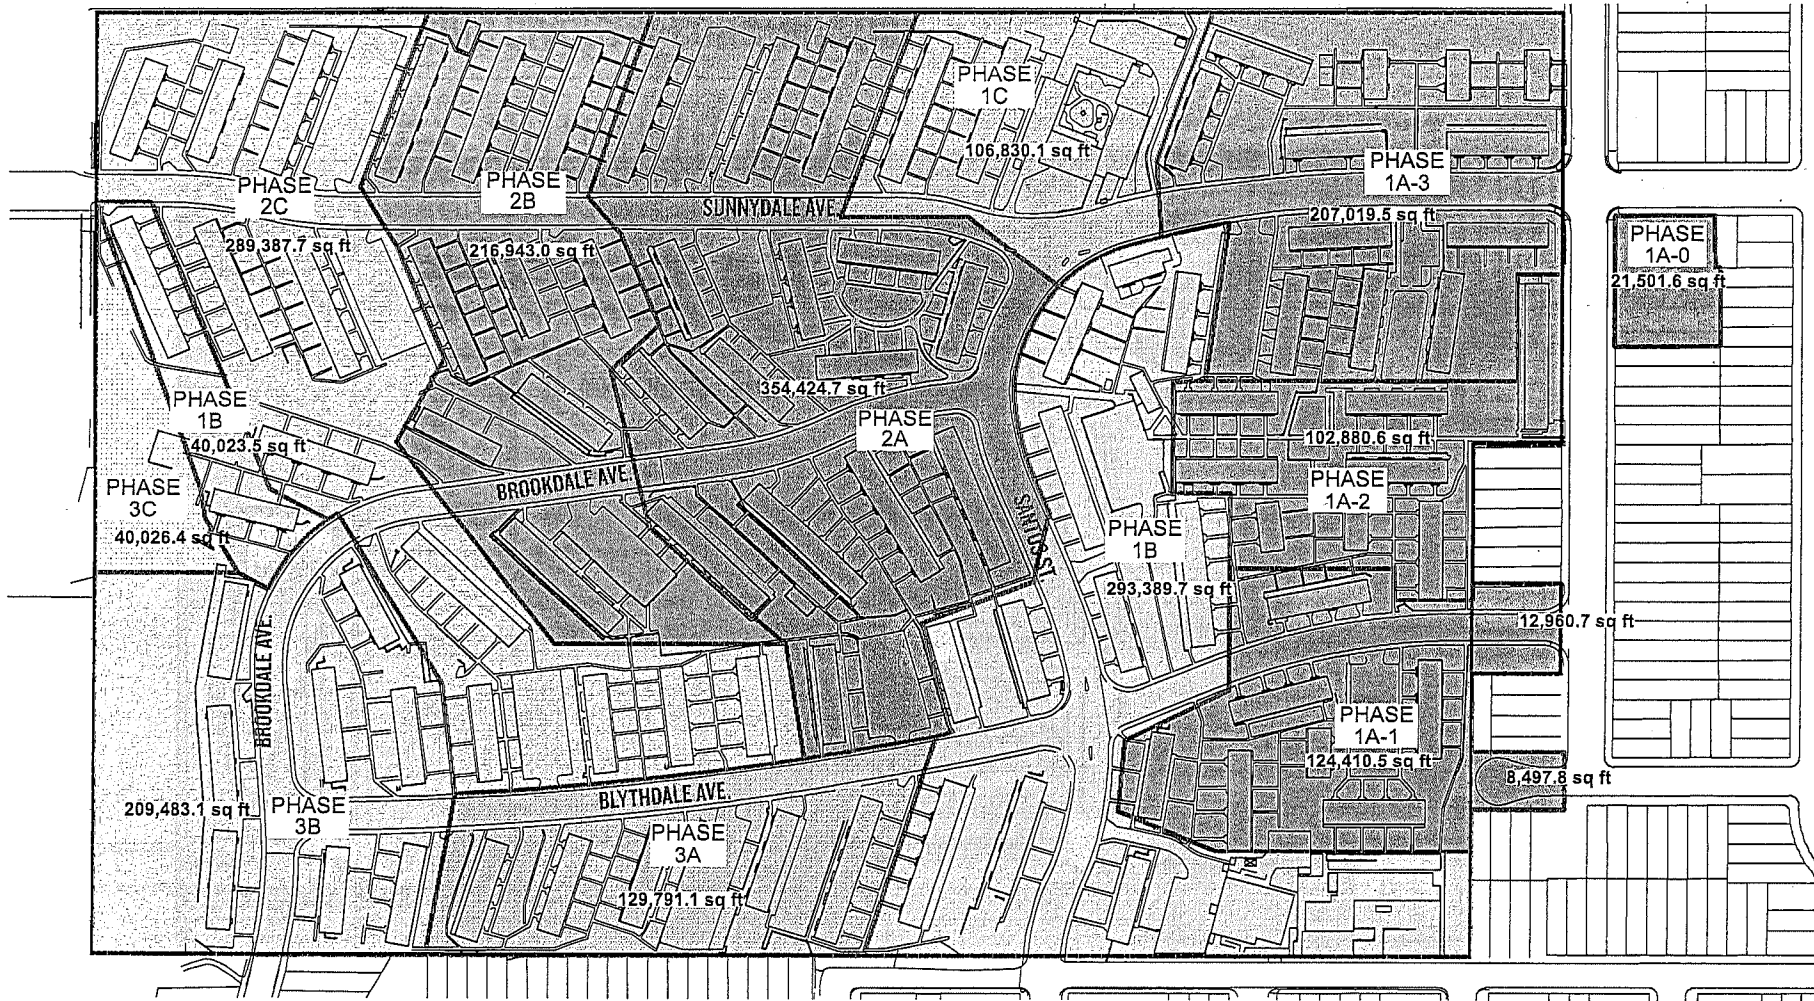 PHASE
1C
106,830.1 sq ft
PHASE
1A-3
207,019.5 sq ft
PHASE
2C
289,387.7 sq ft
PHASE
2B
216,943.0 sq ft
SUNNYDALE AVE.
PHASE
1A-0
21,501.6 sq ft
PHASE
1B
40,023.5 sq ft
354,424.7 sq ft
PHASE
2A
102,880.6 sq ft
PHASE
1A-2
PHASE
3C
40,026.4 sq ft
BROOKDALE AVE.
SANTOS ST
PHASE
1B
293,389.7 sq ft
12,960.7 sq ft
BROOKDALE AVE.
PHASE
1A-1
124,410.5 sq ft
8,497.8 sq ft
209,483.1 sq ft
PHASE
3B
BLYTHDALE AVE.
PHASE
3A
129,791.1 sq ft